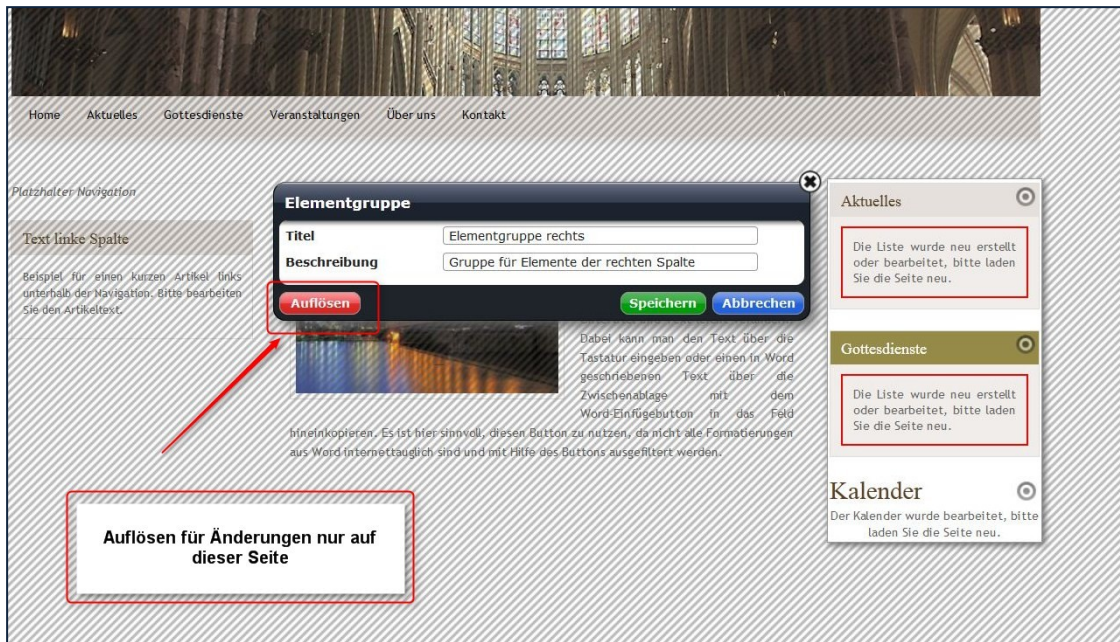 Home Aktuelles Gottesdienste Veranstaltungen Über uns Kontakt
Platzhalter Navigation
Text linke Spalte
Beispiel für einen kurzen Artikel links
unterhalb der Navigation. Bitte bearbeiten
Sie den Artikeltext.
Elementgruppe
Titel Elementgruppe rechts
Beschreibung Gruppe für Elemente der rechten Spalte
Auflösen Speichern Abbrechen
Dabei kann man den Text über die
Tastatur eingeben oder einen in Word
geschriebenen Text über die
Zwischenablage mit dem
Word-Einfügebutton in das Feld
hineinkopieren. Es ist hier sinnvoll, diesen Button zu nutzen, da nicht alle Formatierungen
aus Word internettauglich sind und mit Hilfe des Buttons ausgefiltert werden.
Aktuelles
Die Liste wurde neu erstellt
oder bearbeitet, bitte laden
Sie die Seite neu.
Gottesdienste
Die Liste wurde neu erstellt
oder bearbeitet, bitte laden
Sie die Seite neu.
Kalender
Der Kalender wurde bearbeitet, bitte
laden Sie die Seite neu.
Auflösen für Änderungen nur auf
dieser Seite